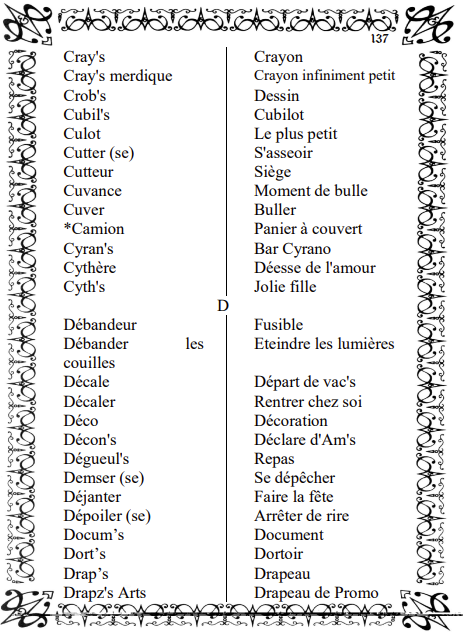 137
Cray's Crayon
Cray's merdique Crayon infiniment petit
Crob's Dessin
Cubil's Cubilot
Culot Le plus petit
Cutter (se) S'asseoir
Cutteur Siège
Cuvance Moment de bulle
Cuver Buller
*Camion Panier à couvert
Cyran's Bar Cyrano
Cythère Déesse de l'amour
Cyth's Jolie fille
D
Débandeur Fusible
Débander les Eteindre les lumières
couilles
Décale Départ de vac's
Décaler Rentrer chez soi
Déco Décoration
Décon's Déclare d'Am's
Dégueul's Repas
Demser (se) Se dépêcher
Déjanter Faire la fête
Dépoiler (se) Arrêter de rire
Docum’s Document
Dort’s Dortoir
Drap’s Drapeau
Drapz's Arts Drapeau de Promo